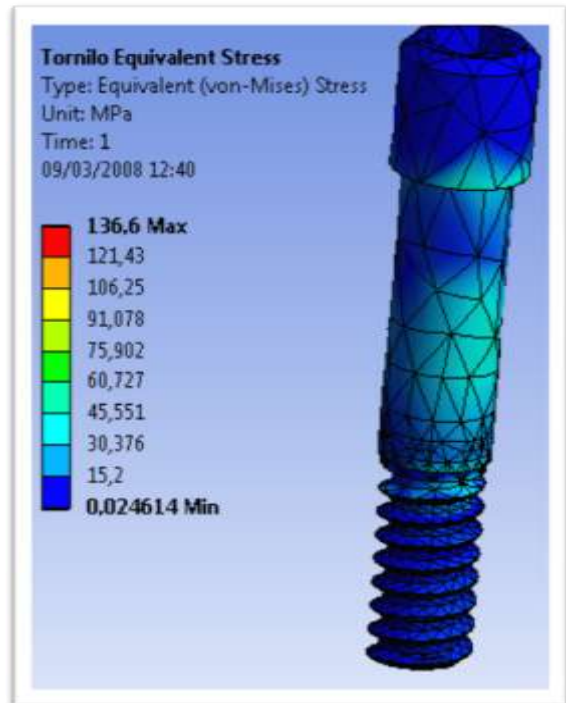 Tornilo Equivalent Stress
Type: Equivalent (von-Mises) Stress
Unit: MPa
Time: 1
09/03/2008 12:40
136,6 Max
121,43
106,25
91,078
75,902
60,727
45,551
30,376
15,2
0,024614 Min